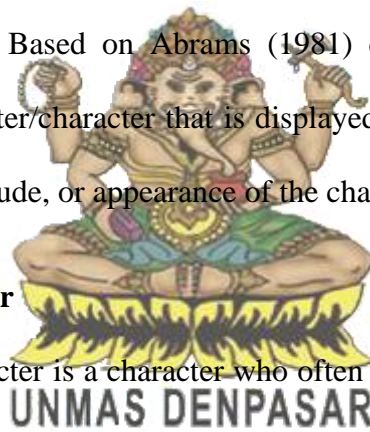 Based on Abrams (1981)
ter/character that is displayed
ude, or appearance of the cha
r
cter is a character who often
UNMAS DENPASAR